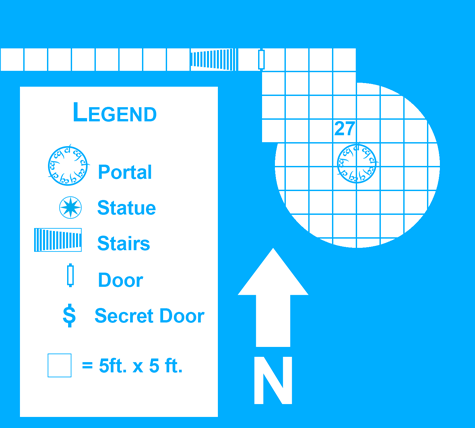 27
LEGEND
Portal
Statue
Stairs
Door
$ Secret Door
= 5ft. x 5 ft.
N